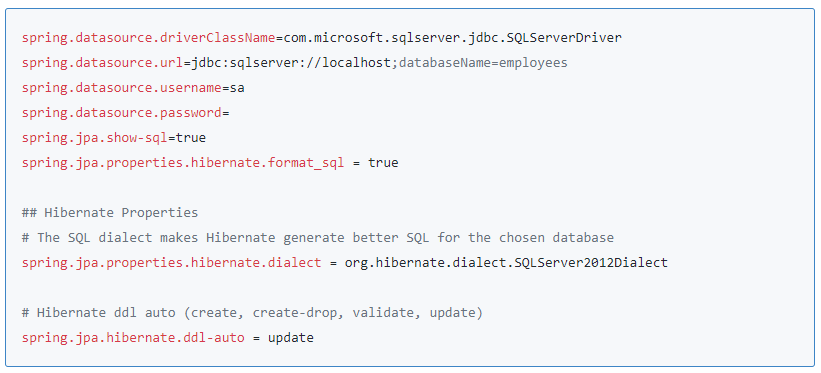 spring.datasource.driverClassName=com.microsoft.sqlserver.jdbc.SQLServerDriver
spring.datasource.url=jdbc:sqlserver://localhost;databaseName=employees
spring.datasource.username=sa
spring.datasource.password=
spring.jpa.show-sql=true
spring.jpa.properties.hibernate.format_sql = true
## Hibernate Properties
# The SQL dialect makes Hibernate generate better SQL for the chosen database
spring.jpa.properties.hibernate.dialect = org.hibernate.dialect.SQLServer2012Dialect
# Hibernate ddl auto (create, create-drop, validate, update)
spring.jpa.hibernate.ddl-auto = update